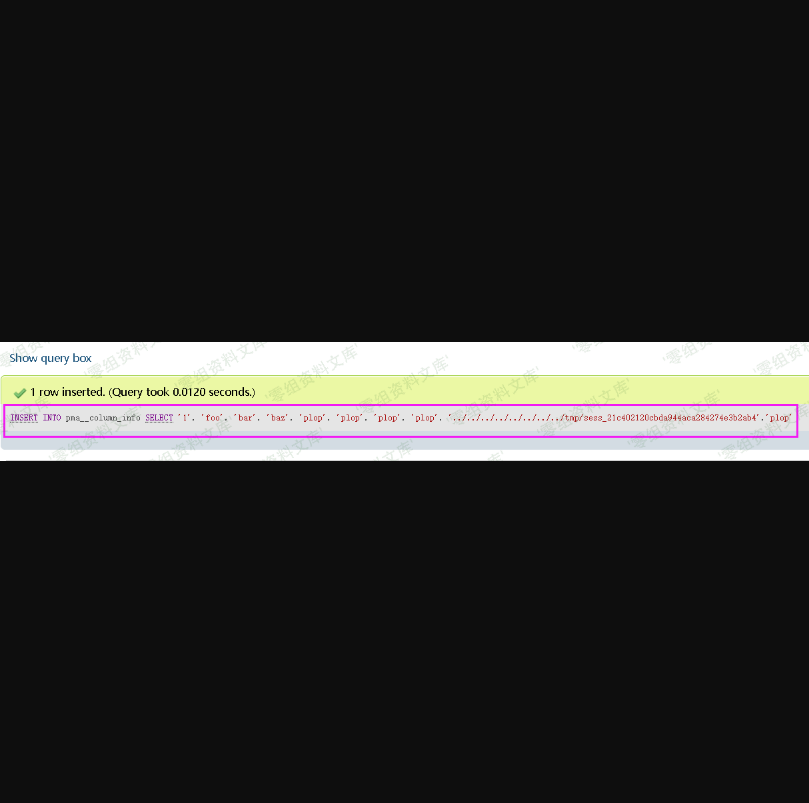 Show query box
1 row inserted. (Query took 0.0120 seconds.)
INSERT INTO pma__column_info SELECT '1', 'foo', 'bar', 'baz', 'plop', 'plop', 'plop', 'plop', '../../../../../../../../tmp/sess_21c402120cbda944aca284274e3b2ab4','plop'
'零组资料文库'